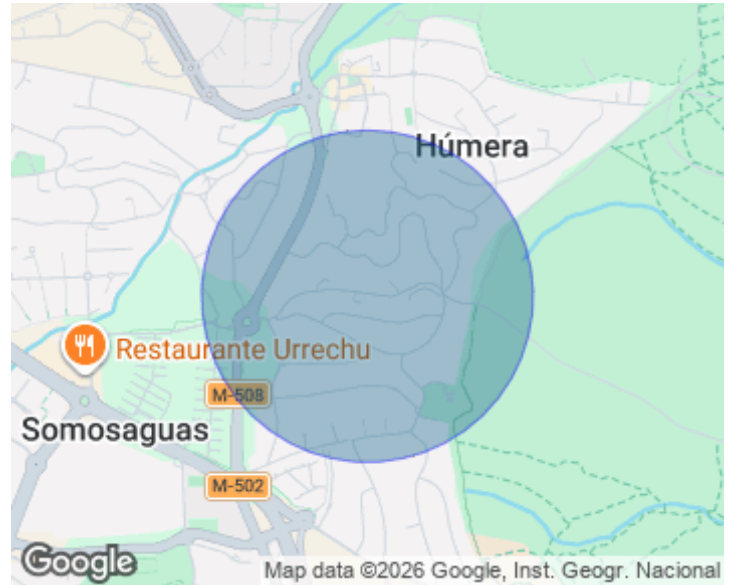 Húmera
Restaurante Urrechu
M-508
Somosaguas
M-502
Google
Map data ©2026 Google, Inst. Geogr. Nacional